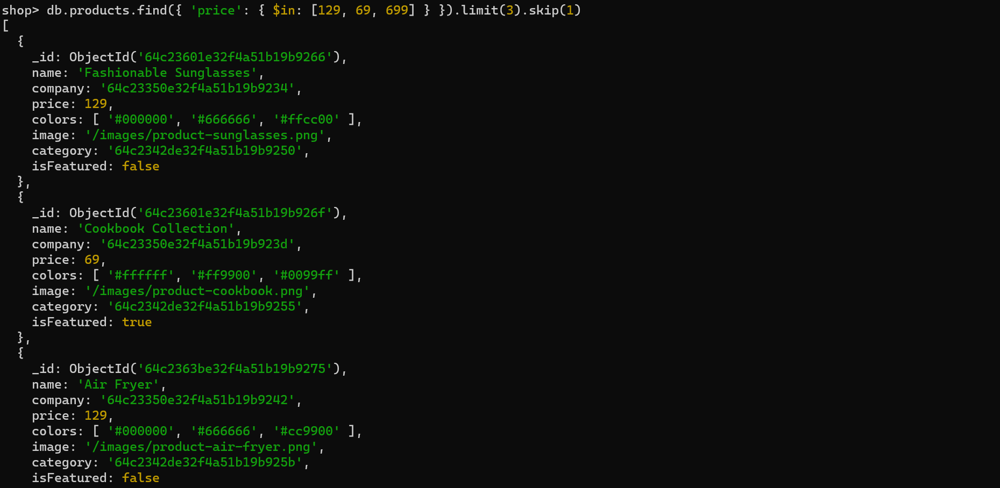 shop> db.products.find({ 'price': { $in: [129, 69, 699] } }).limit(3).skip(1)
[
  {
    _id: ObjectId('64c23601e32f4a51b19b9266'),
    name: 'Fashionable Sunglasses',
    company: '64c23350e32f4a51b19b9234',
    price: 129,
    colors: [ '#000000', '#666666', '#ffcc00' ],
    image: '/images/product-sunglasses.png',
    category: '64c2342de32f4a51b19b9250',
    isFeatured: false
  },
  {
    _id: ObjectId('64c23601e32f4a51b19b926f'),
    name: 'Cookbook Collection',
    company: '64c23350e32f4a51b19b923d',
    price: 69,
    colors: [ '#ffffff', '#ff9900', '#0099ff' ],
    image: '/images/product-cookbook.png',
    category: '64c2342de32f4a51b19b9255',
    isFeatured: true
  },
  {
    _id: ObjectId('64c2363be32f4a51b19b9275'),
    name: 'Air Fryer',
    company: '64c23350e32f4a51b19b9242',
    price: 129,
    colors: [ '#000000', '#666666', '#cc9900' ],
    image: '/images/product-air-fryer.png',
    category: '64c2342de32f4a51b19b925b',
    isFeatured: false